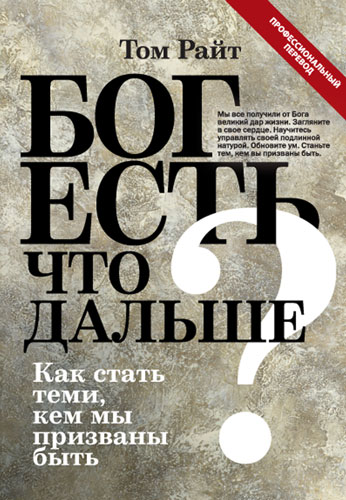 Том Райт
ПРОФЕССИОНАЛЬНЫЙ
ПЕРЕВОД
БОГ
Мы все получили от Бога
великий дар жизни. Загляните
в свое сердце. Научитесь
управлять своей подлинной
натурой. Обновите ум. Станьте
тем, кем вы призваны быть.
ЕСТЬ
ЧТО
ДАЛЬШЕ
?
Как стать
теми,
кем мы
призваны
быть